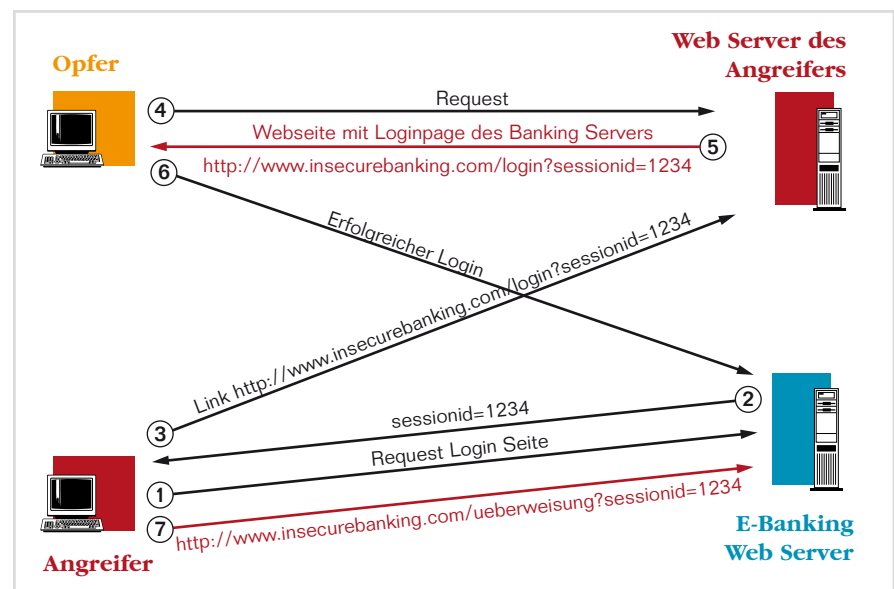 Opfer
Web Server des
Angreifers
4
Request
Webseite mit Loginpage des Banking Servers
5
http://www.insecurebanking.com/login?sessionid=1234
6
Erfolgreicher Login
Link http://www.insecurebanking.com/login?sessionid=1234
3
sessionid=1234
2
Request Login Seite
1
7
http://www.insecurebanking.com/ueberweisung?sessionid=1234
Angreifer
E-Banking
Web Server